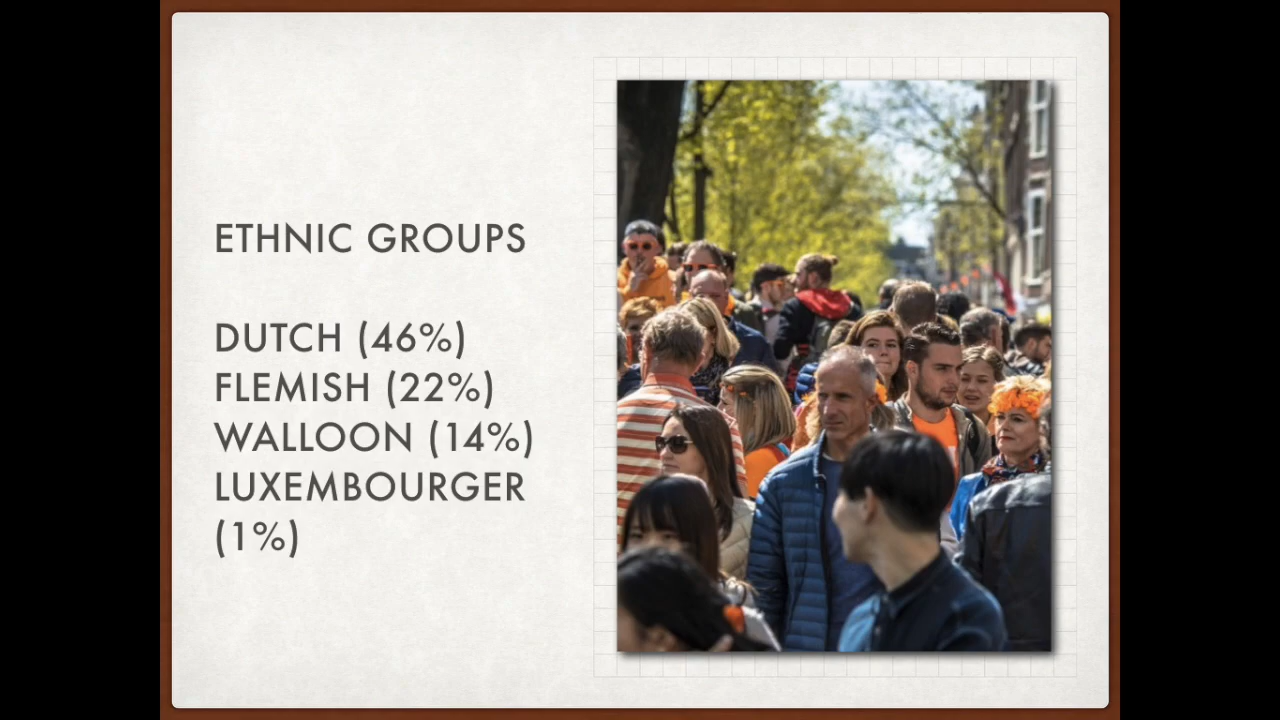 ETHNIC GROUPS
DUTCH (46%)
FLEMISH (22%)
WALLOON (14%)
LUXEMBOURGER
(1%)